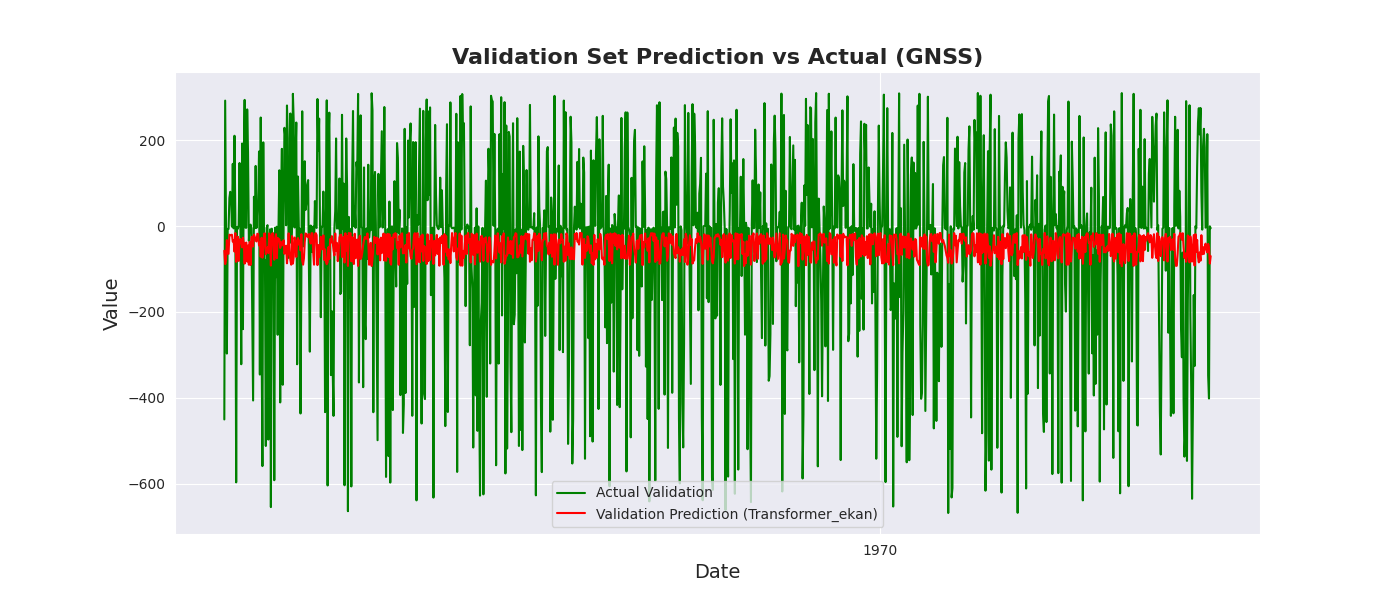 Validation Set Prediction vs Actual (GNSS)
200
0
−200
−400
−600
Value
Actual Validation
Validation Prediction (Transformer_ekan)
1970
Date